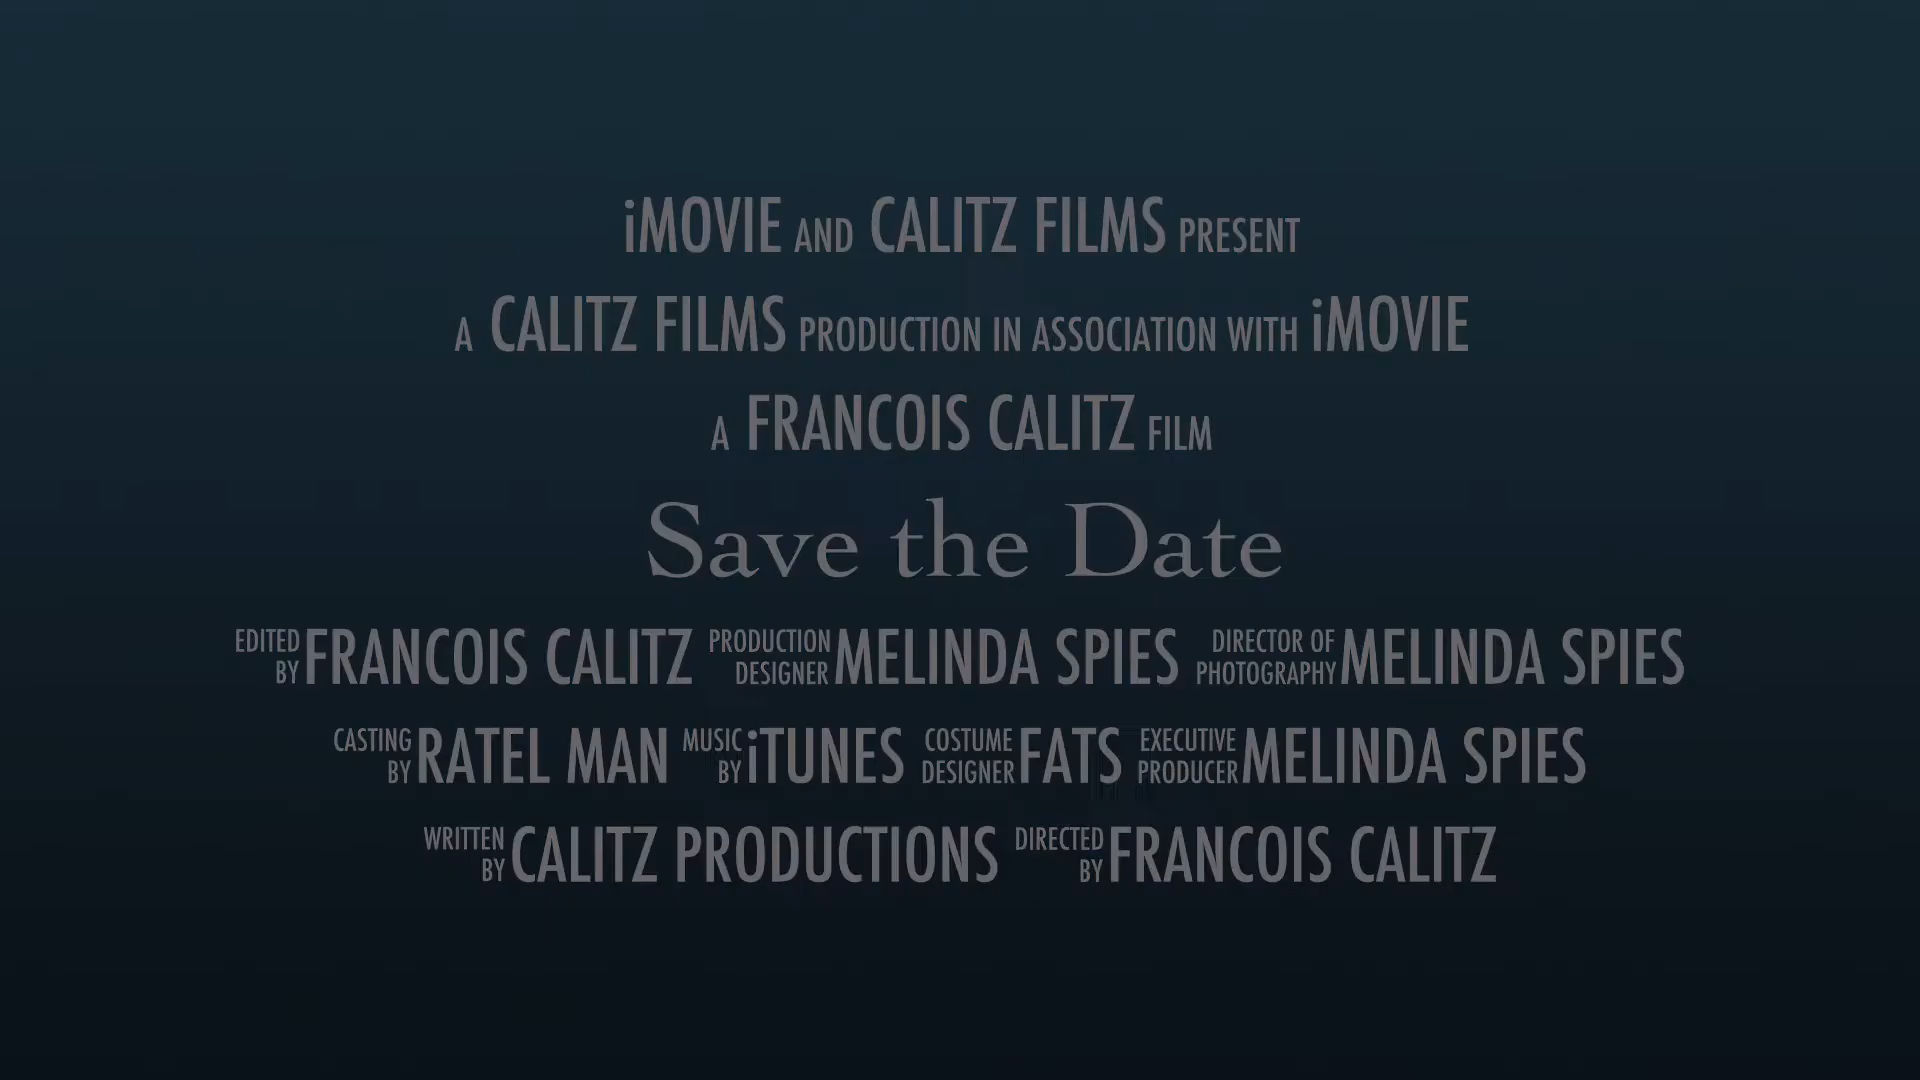 iMOVIE AND CALITZ FILMS PRESENT
A CALITZ FILMS PRODUCTION IN ASSOCIATION WITH iMOVIE
A FRANCOIS CALITZ FILM
Save the Date
EDITED BY FRANCOIS CALITZ PRODUCTION DESIGNER MELINDA SPIES DIRECTOR OF PHOTOGRAPHY MELINDA SPIES
CASTING BY RATEL MAN MUSIC BY iTUNES COSTUME DESIGNER FATS EXECUTIVE PRODUCER MELINDA SPIES
WRITTEN BY CALITZ PRODUCTIONS DIRECTED BY FRANCOIS CALITZ